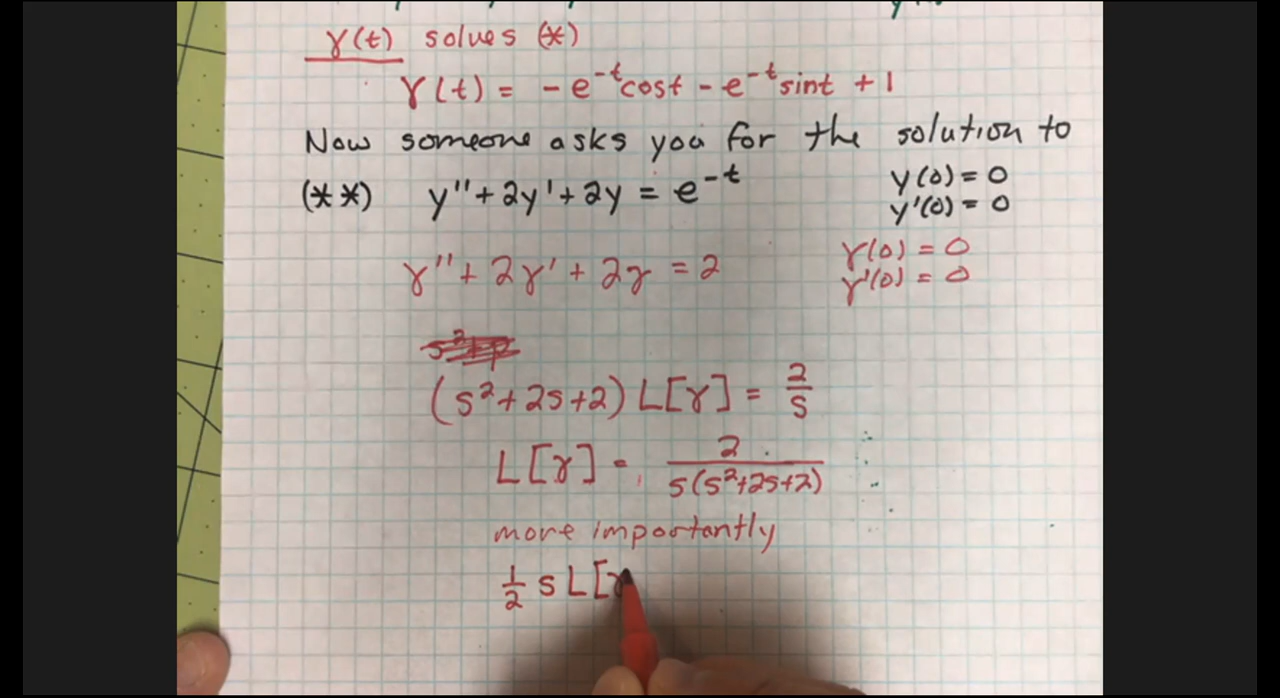 γ(t) solves (*)
γ(t) = -e^{-t}cost - e^{-t}sint + 1
Now someone asks you for the solution to
(**) y'' + 2y' + 2y = e^{-t} y(0) = 0
y'(0) = 0
γ'' + 2γ' + 2γ = 2 γ(0) = 0
γ'(0) = 0
(s²+2s+2) L[γ] = 2/s
L[γ] = 2/(s(s²+2s+2))
more importantly
1/2 s L[γ